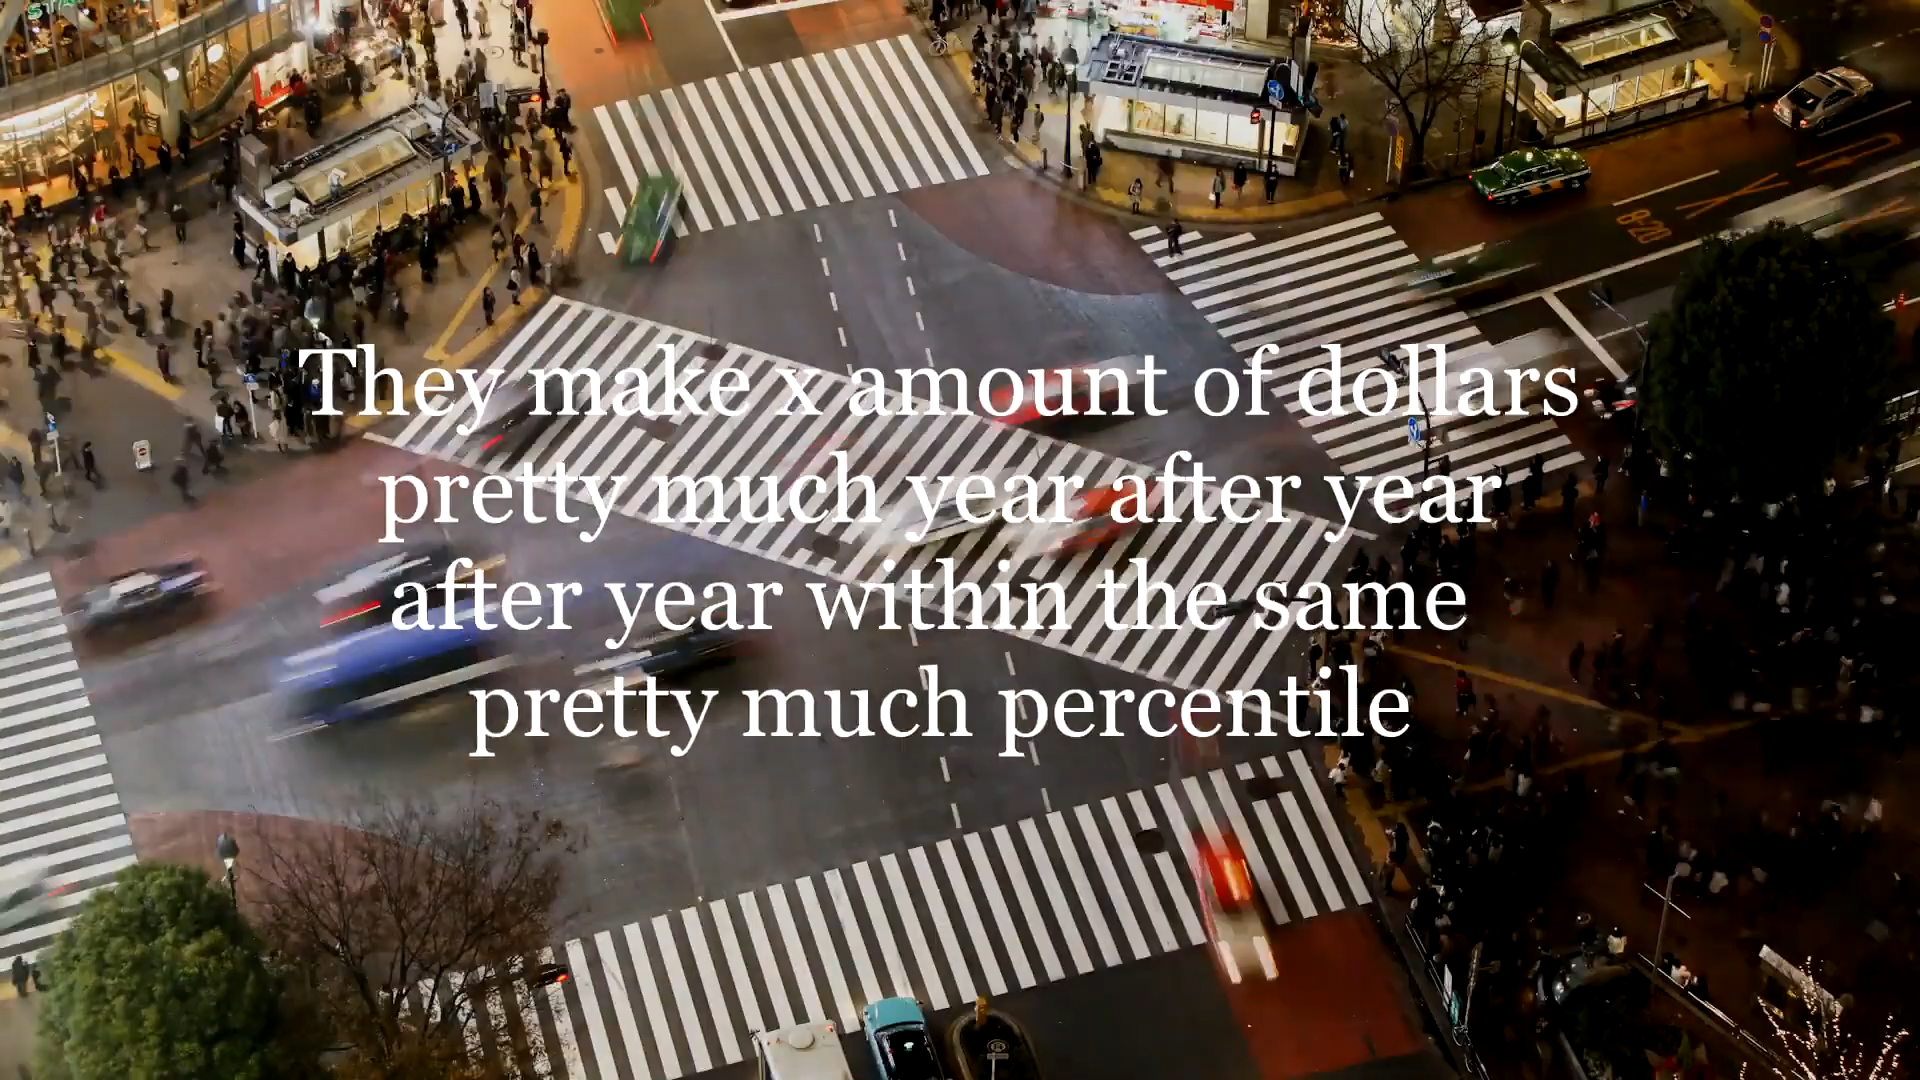 They make x amount of dollars
pretty much year after year
after year within the same
pretty much percentile